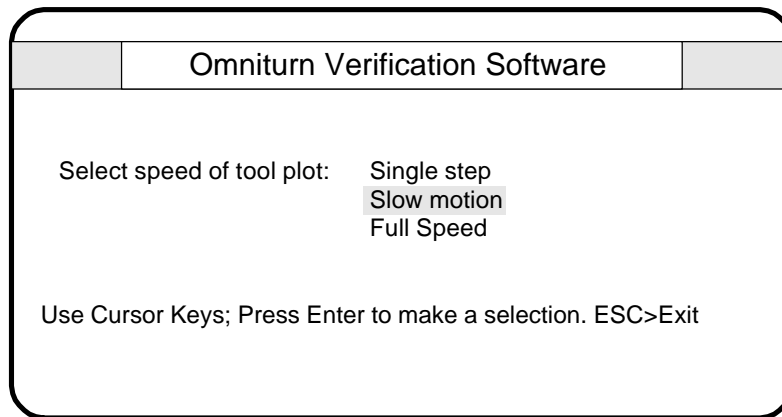 Omniturn Verification Software
Select speed of tool plot: Single step
Slow motion
Full Speed
Use Cursor Keys; Press Enter to make a selection. ESC>Exit